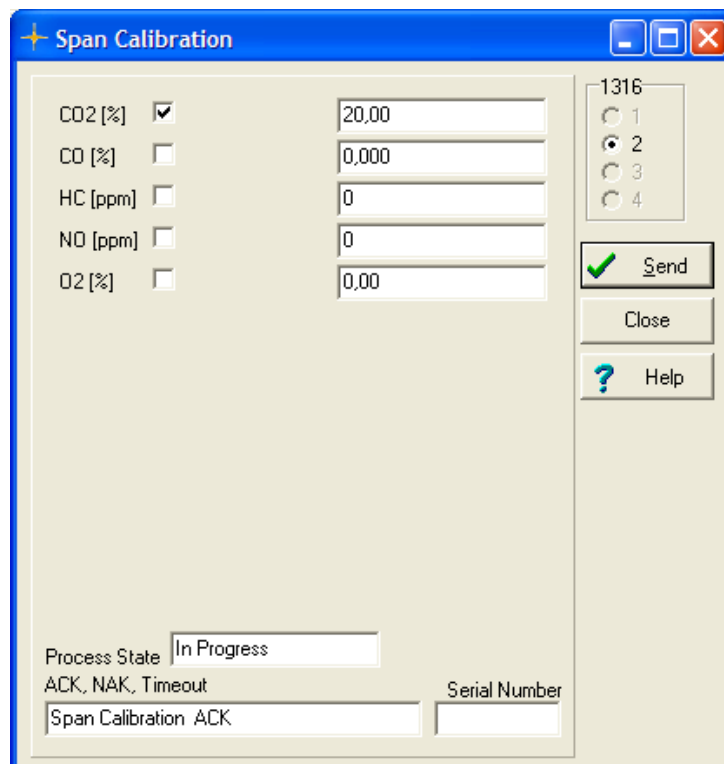 Span Calibration
1316
CO2 [%] 20,00
1
CO [%] 0,000
2
HC [ppm] 0
3
NO [ppm] 0
4
O2 [%] 0,00
Send
Close
? Help
Process State In Progress
ACK, NAK, Timeout
Serial Number
Span Calibration ACK